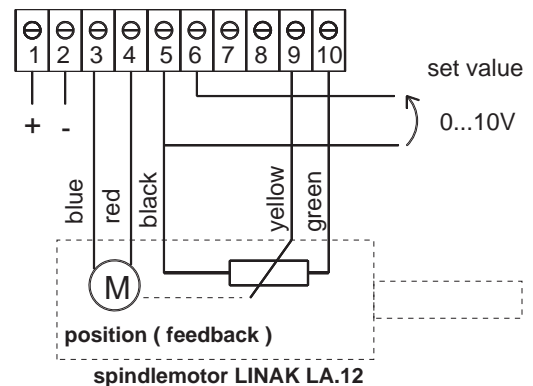 1 2 3 4 5 6 7 8 9 10
set value
+ -
0...10V
blue
red
black
yellow
green
M
position ( feedback )
spindlemotor LINAK LA.12